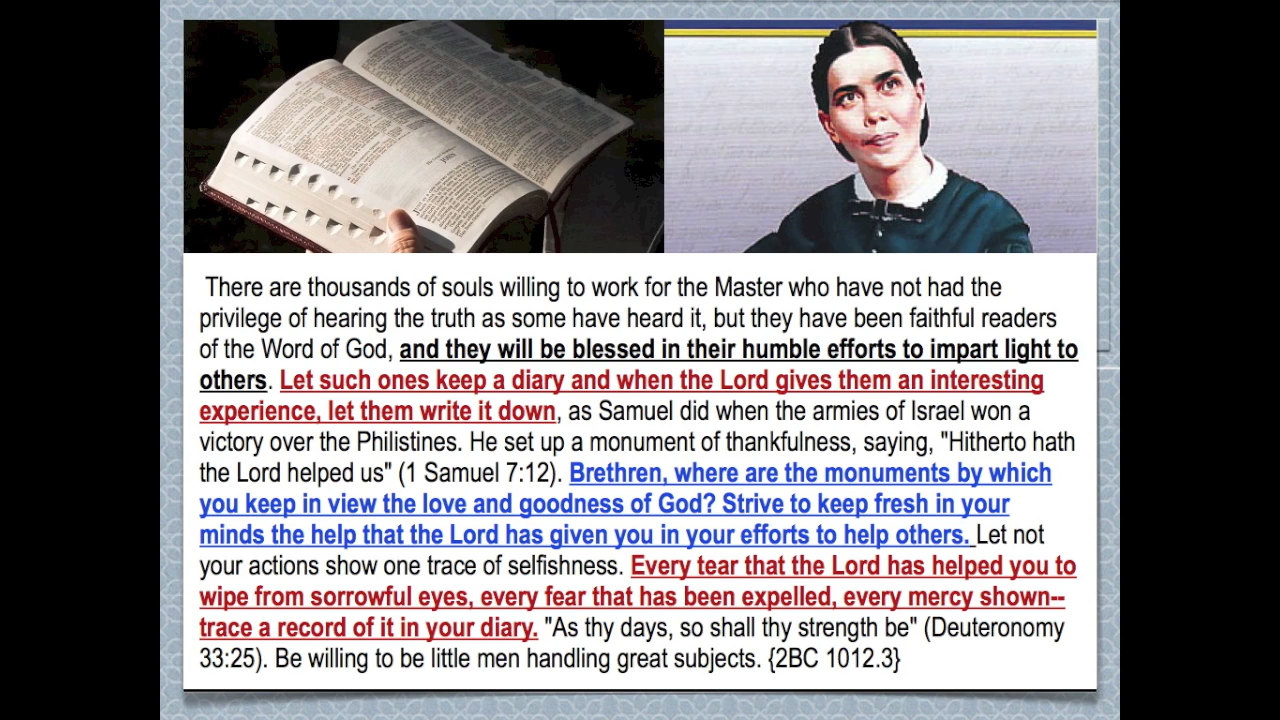 JOHN
There are thousands of souls willing to work for the Master who have not had the
privilege of hearing the truth as some have heard it, but they have been faithful readers
of the Word of God, and they will be blessed in their humble efforts to impart light to
others. Let such ones keep a diary and when the Lord gives them an interesting
experience, let them write it down, as Samuel did when the armies of Israel won a
victory over the Philistines. He set up a monument of thankfulness, saying, "Hitherto hath
the Lord helped us" (1 Samuel 7:12). Brethren, where are the monuments by which
you keep in view the love and goodness of God? Strive to keep fresh in your
minds the help that the Lord has given you in your efforts to help others. Let not
your actions show one trace of selfishness. Every tear that the Lord has helped you to
wipe from sorrowful eyes, every fear that has been expelled, every mercy shown--
trace a record of it in your diary. "As thy days, so shall thy strength be" (Deuteronomy
33:25). Be willing to be little men handling great subjects. {2BC 1012.3}